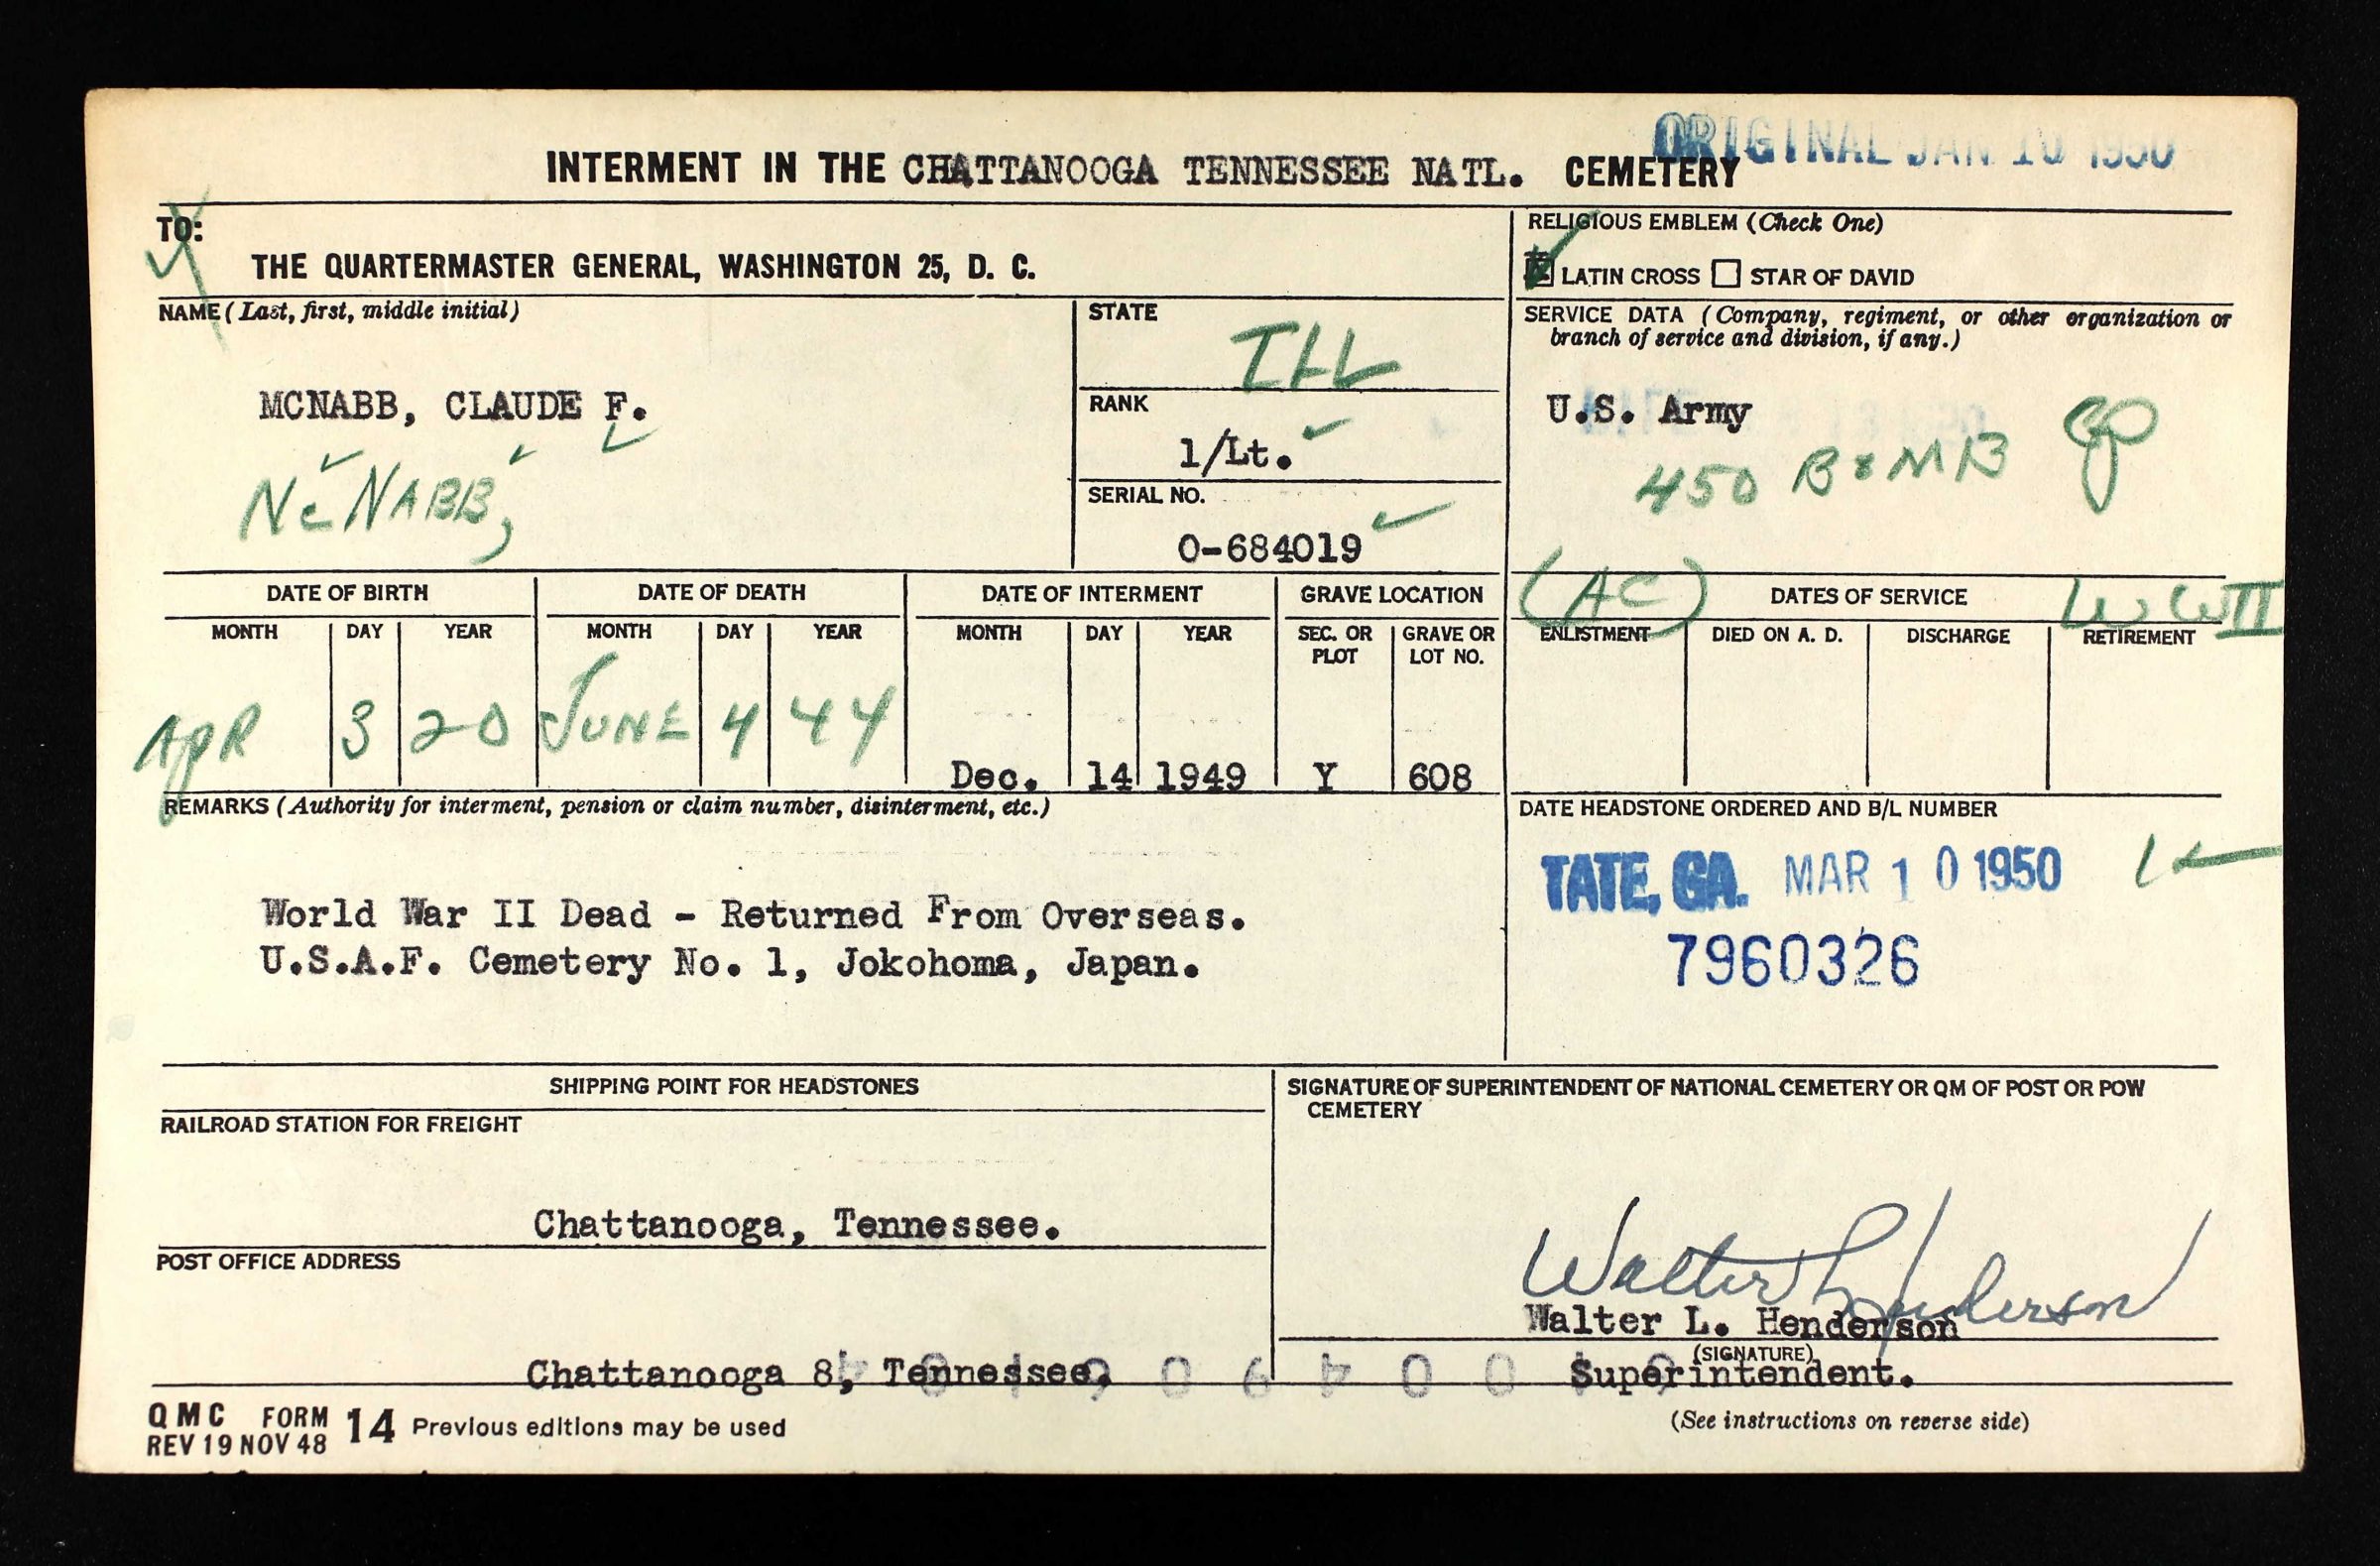 ORIGINAL JAN 10 1950
INTERMENT IN THE CHATTANOOGA TENNESSEE NATL. CEMETERY
TO:
THE QUARTERMASTER GENERAL, WASHINGTON 25, D. C.
RELIGIOUS EMBLEM (Check One)
LATIN CROSS STAR OF DAVID
NAME (Last, first, middle initial)
MCNABB, CLAUDE F.
NcNABB,
STATE
ILL
RANK
1/Lt.
SERIAL NO.
O-684019
SERVICE DATA (Company, regiment, or other organization or
branch of service and division, if any.)
U.S. Army
450 BOMB gp
(AC)
WWII
DATE OF BIRTH
MONTH DAY YEAR
APR 3 20
DATE OF DEATH
MONTH DAY YEAR
JUNE 4 44
DATE OF INTERMENT
MONTH DAY YEAR
Dec. 14 1949
GRAVE LOCATION
SEC. OR PLOT
GRAVE OR LOT NO.
Y 608
DATES OF SERVICE
ENLISTMENT DIED ON A. D. DISCHARGE RETIREMENT
REMARKS (Authority for interment, pension or claim number, disinterment, etc.)
World War II Dead - Returned From Overseas.
U.S.A.F. Cemetery No. 1, Jokohoma, Japan.
DATE HEADSTONE ORDERED AND B/L NUMBER
TATE, GA. MAR 10 1950
7960326
SHIPPING POINT FOR HEADSTONES
RAILROAD STATION FOR FREIGHT
Chattanooga, Tennessee.
POST OFFICE ADDRESS
Chattanooga 8, Tennessee.
SIGNATURE OF SUPERINTENDENT OF NATIONAL CEMETERY OR QM OF POST OR POW
CEMETERY
Walter L Henderson
Walter L. Henderson
(SIGNATURE)
Superintendent.
QMC FORM 14 Previous editions may be used
REV 19 NOV 48
(See instructions on reverse side)